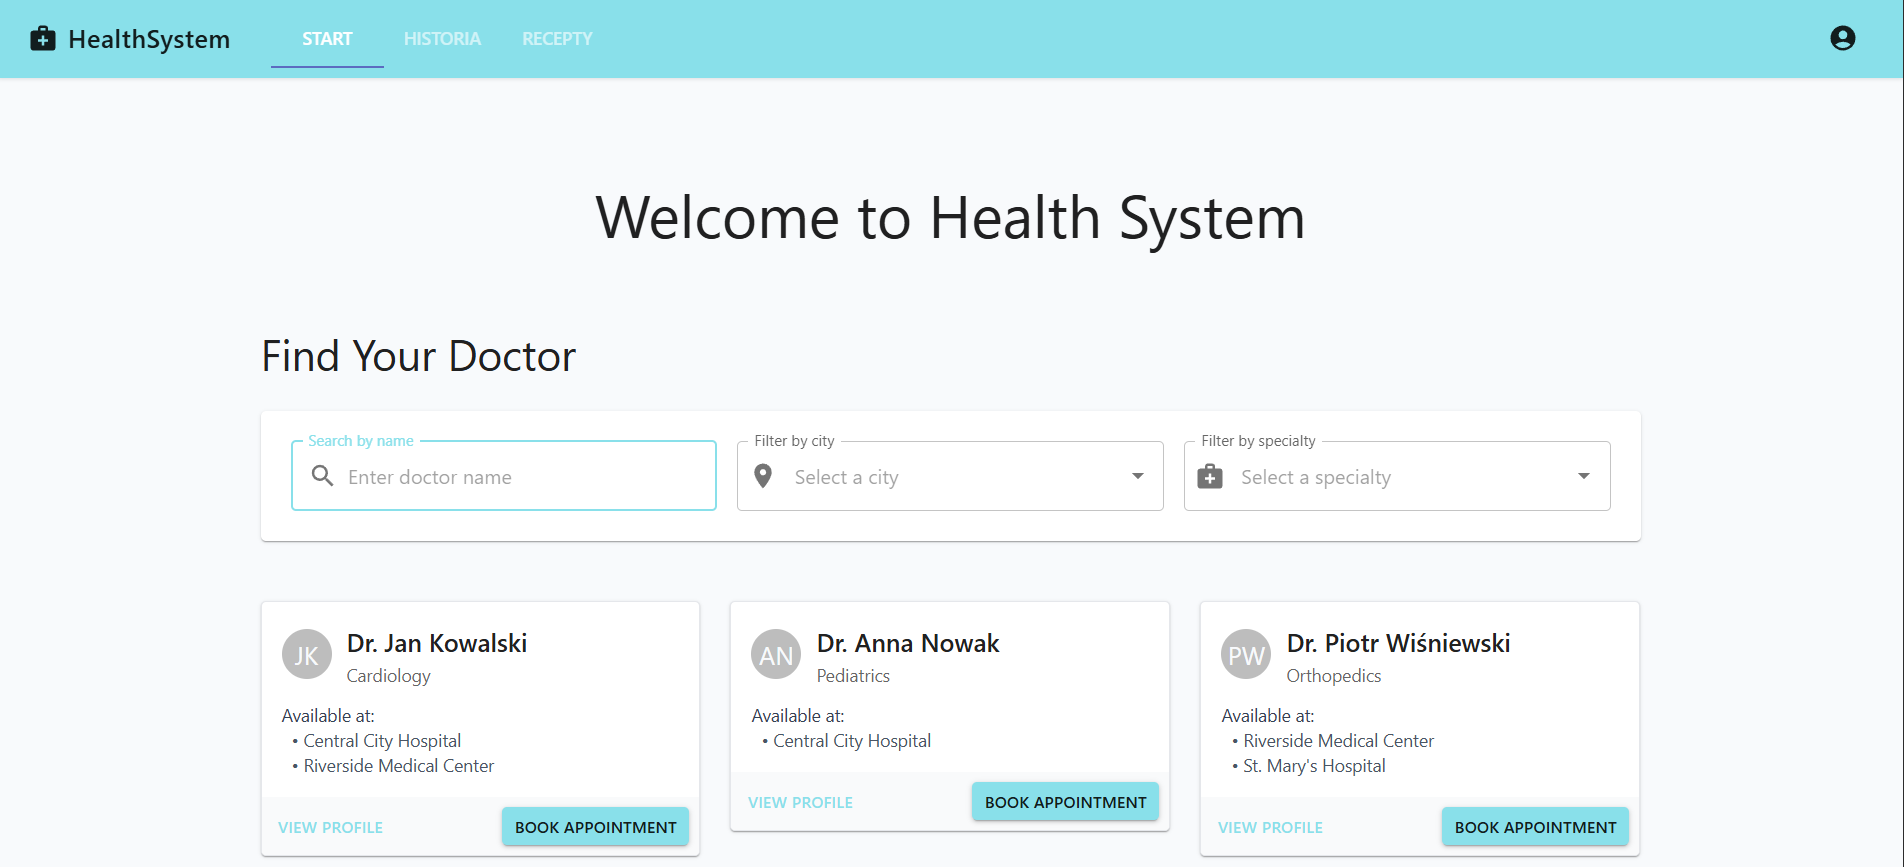 HealthSystem
START
HISTORIA
RECEPTY
Welcome to Health System
Find Your Doctor
Search by name
Enter doctor name
Filter by city
Select a city
Filter by specialty
Select a specialty
JK
Dr. Jan Kowalski
Cardiology
Available at:
• Central City Hospital
• Riverside Medical Center
VIEW PROFILE
BOOK APPOINTMENT
AN
Dr. Anna Nowak
Pediatrics
Available at:
• Central City Hospital
VIEW PROFILE
BOOK APPOINTMENT
PW
Dr. Piotr Wiśniewski
Orthopedics
Available at:
• Riverside Medical Center
• St. Mary's Hospital
VIEW PROFILE
BOOK APPOINTMENT